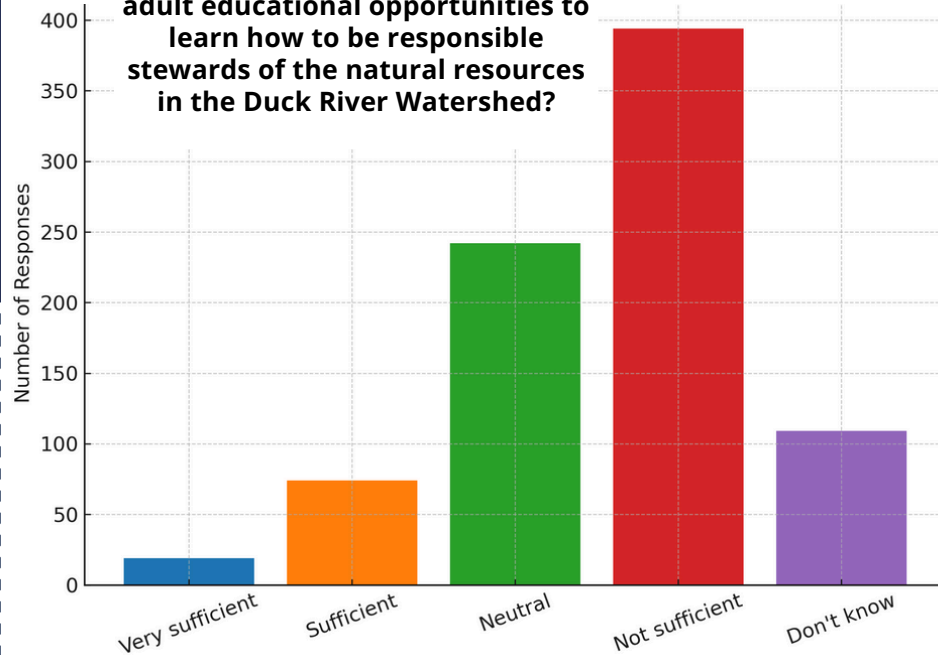 adult educational opportunities to
learn how to be responsible
stewards of the natural resources
in the Duck River Watershed?
400
350
300
250
200
150
100
50
0
Number of Responses
Very sufficient
Sufficient
Neutral
Not sufficient
Don't know